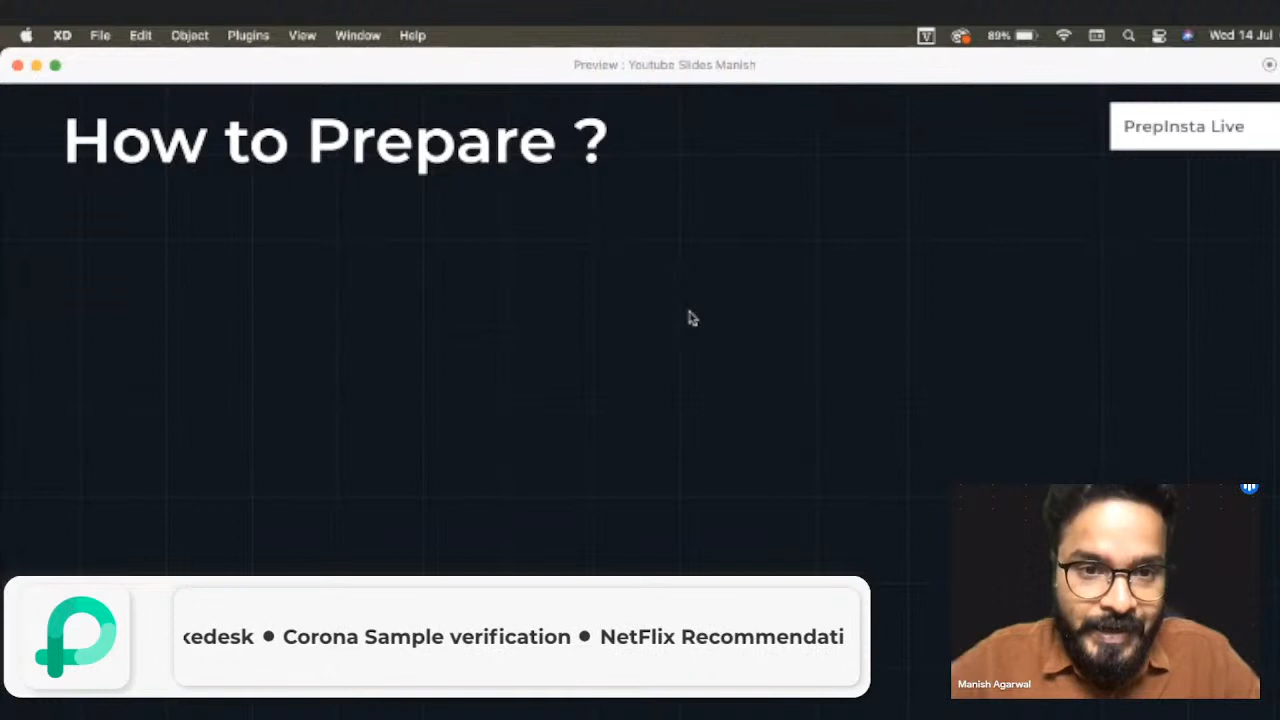 XD File Edit Object Plugins View Window Help 89% Wed 14 Jul
Preview : Youtube Slides Manish
How to Prepare ?
PrepInsta Live
kedesk ● Corona Sample verification ● NetFlix Recommendati
Manish Agarwal